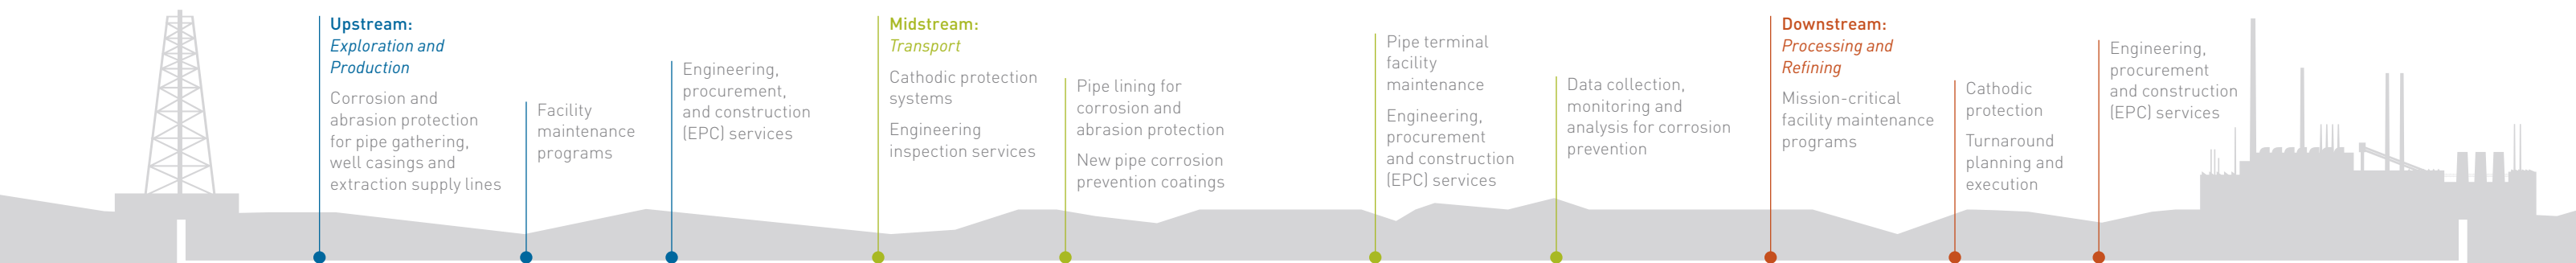 Upstream:
Exploration and
Production
Corrosion and
abrasion protection
for pipe gathering,
well casings and
extraction supply lines
Facility
maintenance
programs
Engineering,
procurement,
and construction
(EPC) services
Midstream:
Transport
Cathodic protection
systems
Engineering
inspection services
Pipe lining for
corrosion and
abrasion protection
New pipe corrosion
prevention coatings
Pipe terminal
facility
maintenance
Engineering,
procurement
and construction
(EPC) services
Data collection,
monitoring and
analysis for corrosion
prevention
Downstream:
Processing and
Refining
Mission-critical
facility maintenance
programs
Cathodic
protection
Turnaround
planning and
execution
Engineering,
procurement
and construction
(EPC) services